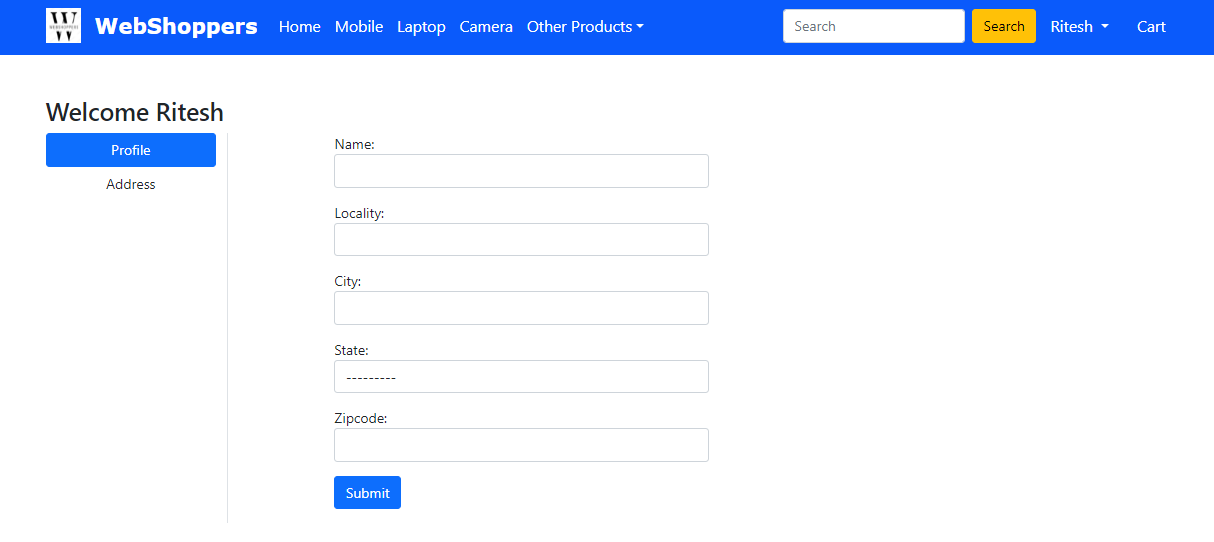 W WEBSHOPPERS W WebShoppers Home Mobile Laptop Camera Other Products Search Search Ritesh Cart
Welcome Ritesh
Profile
Address
Name:
Locality:
City:
State:
---------
Zipcode:
Submit